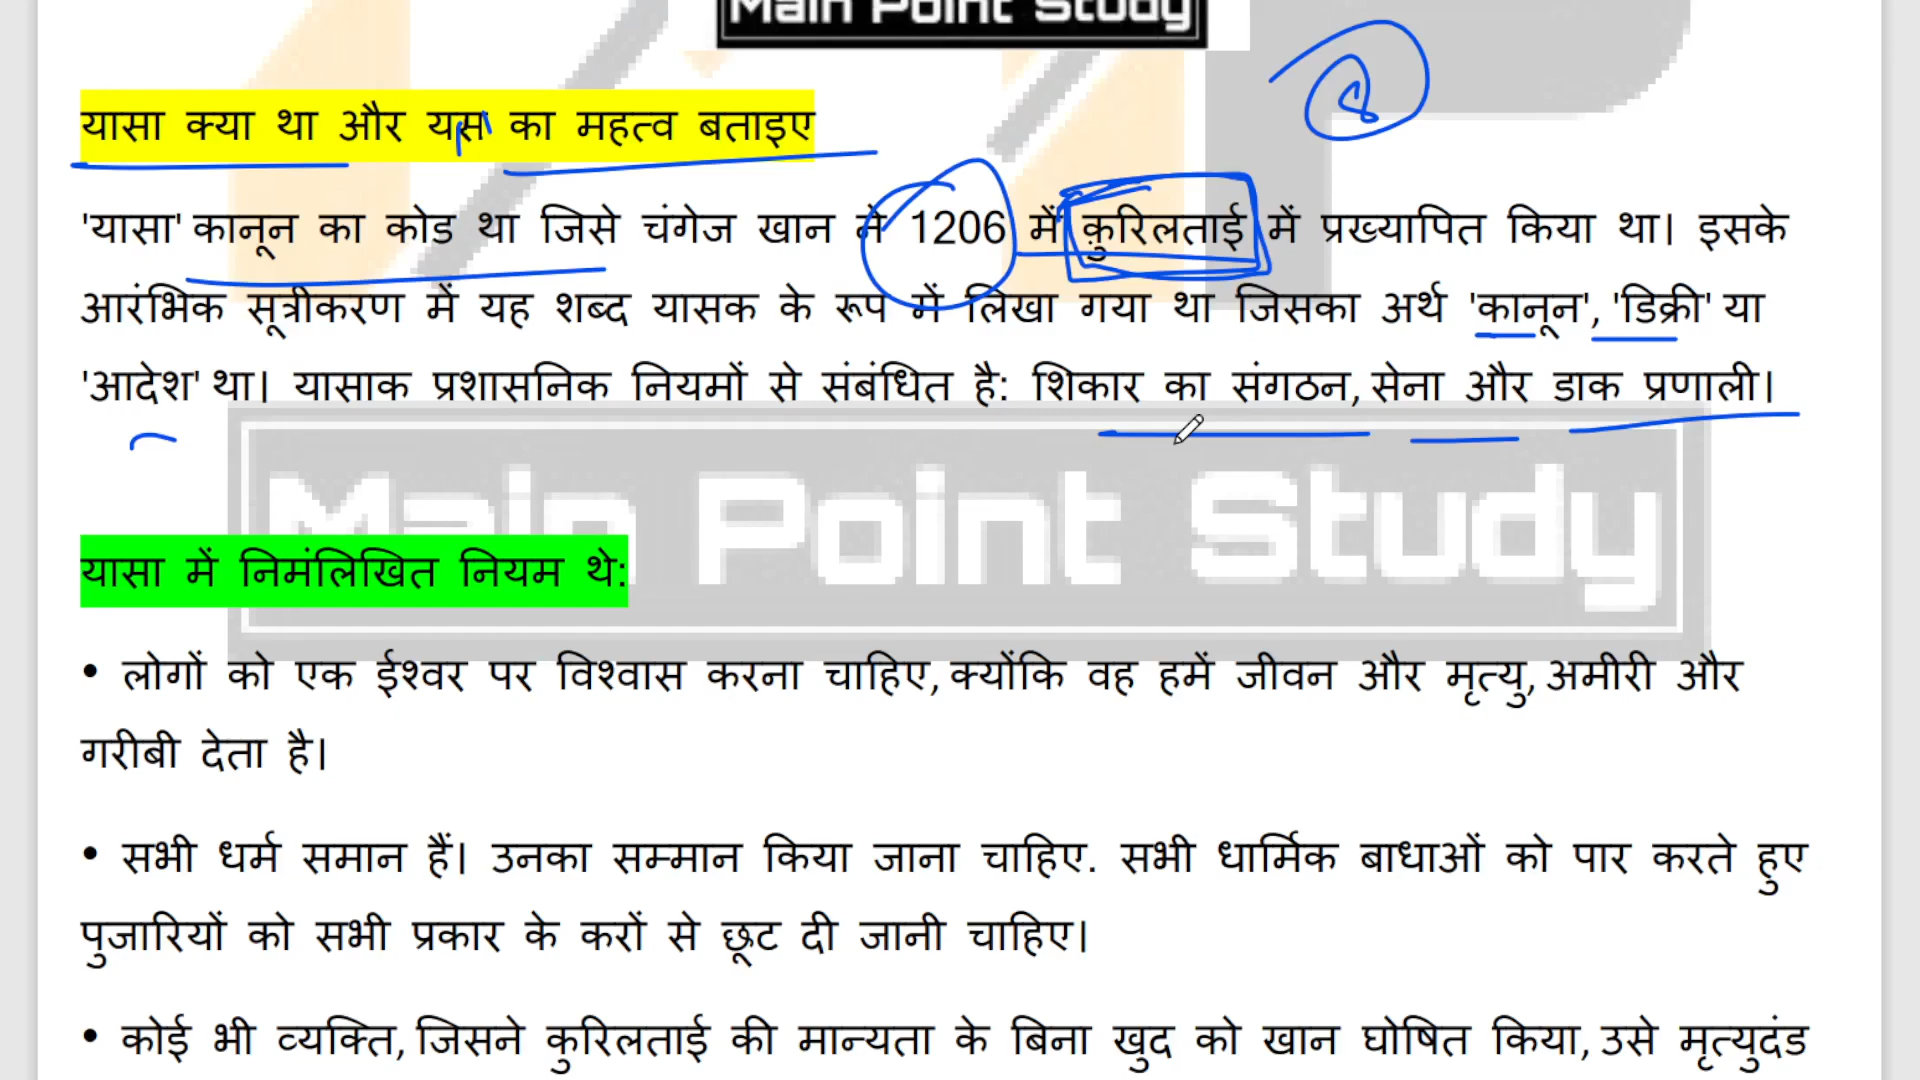 Main Point Study
यासा क्या था और यस का महत्व बताइए
8
'यासा' कानून का कोड था जिसे चंगेज खान ने 1206 में क़ुरिलताई में प्रख्यापित किया था। इसके
आरंभिक सूत्रीकरण में यह शब्द यासक के रूप में लिखा गया था जिसका अर्थ 'कानून', 'डिक्री' या
'आदेश' था। यासाक प्रशासनिक नियमों से संबंधित है: शिकार का संगठन, सेना और डाक प्रणाली।
Main Point Study
यासा में निमंलिखित नियम थे:
• लोगों को एक ईश्वर पर विश्वास करना चाहिए, क्योंकि वह हमें जीवन और मृत्यु, अमीरी और
गरीबी देता है।
• सभी धर्म समान हैं। उनका सम्मान किया जाना चाहिए. सभी धार्मिक बाधाओं को पार करते हुए
पुजारियों को सभी प्रकार के करों से छूट दी जानी चाहिए।
• कोई भी व्यक्ति, जिसने कुरिलताई की मान्यता के बिना खुद को खान घोषित किया, उसे मृत्युदंड